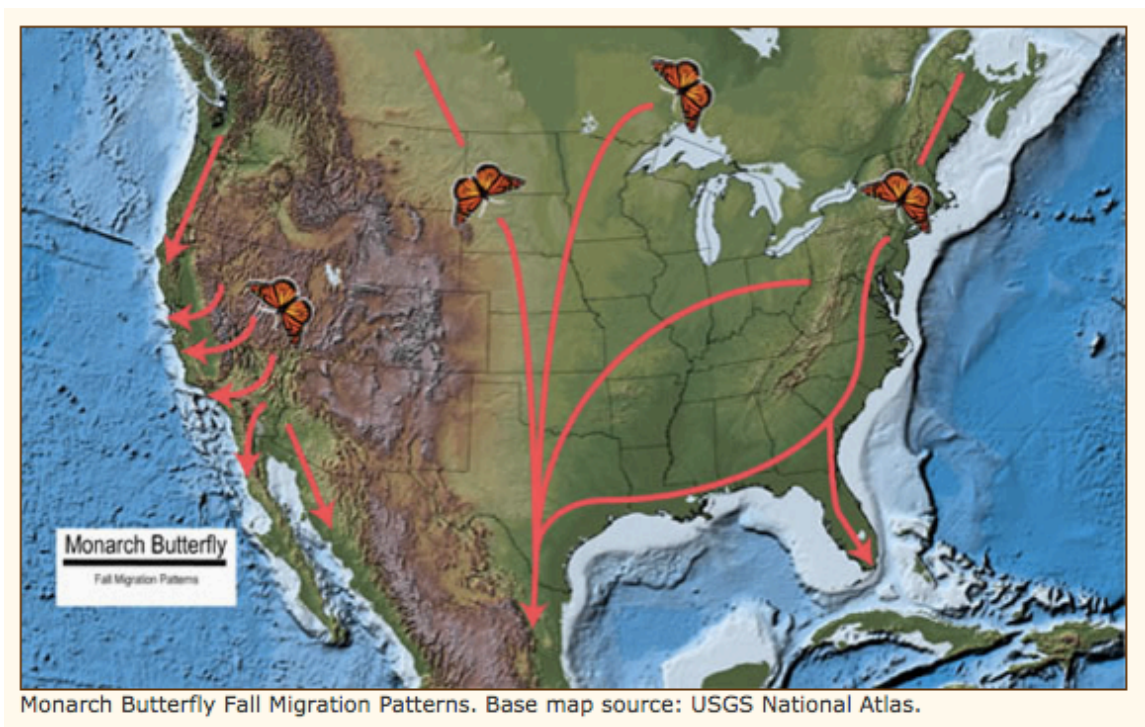 Monarch Butterfly
Fall Migration Patterns
Monarch Butterfly Fall Migration Patterns. Base map source: USGS National Atlas.